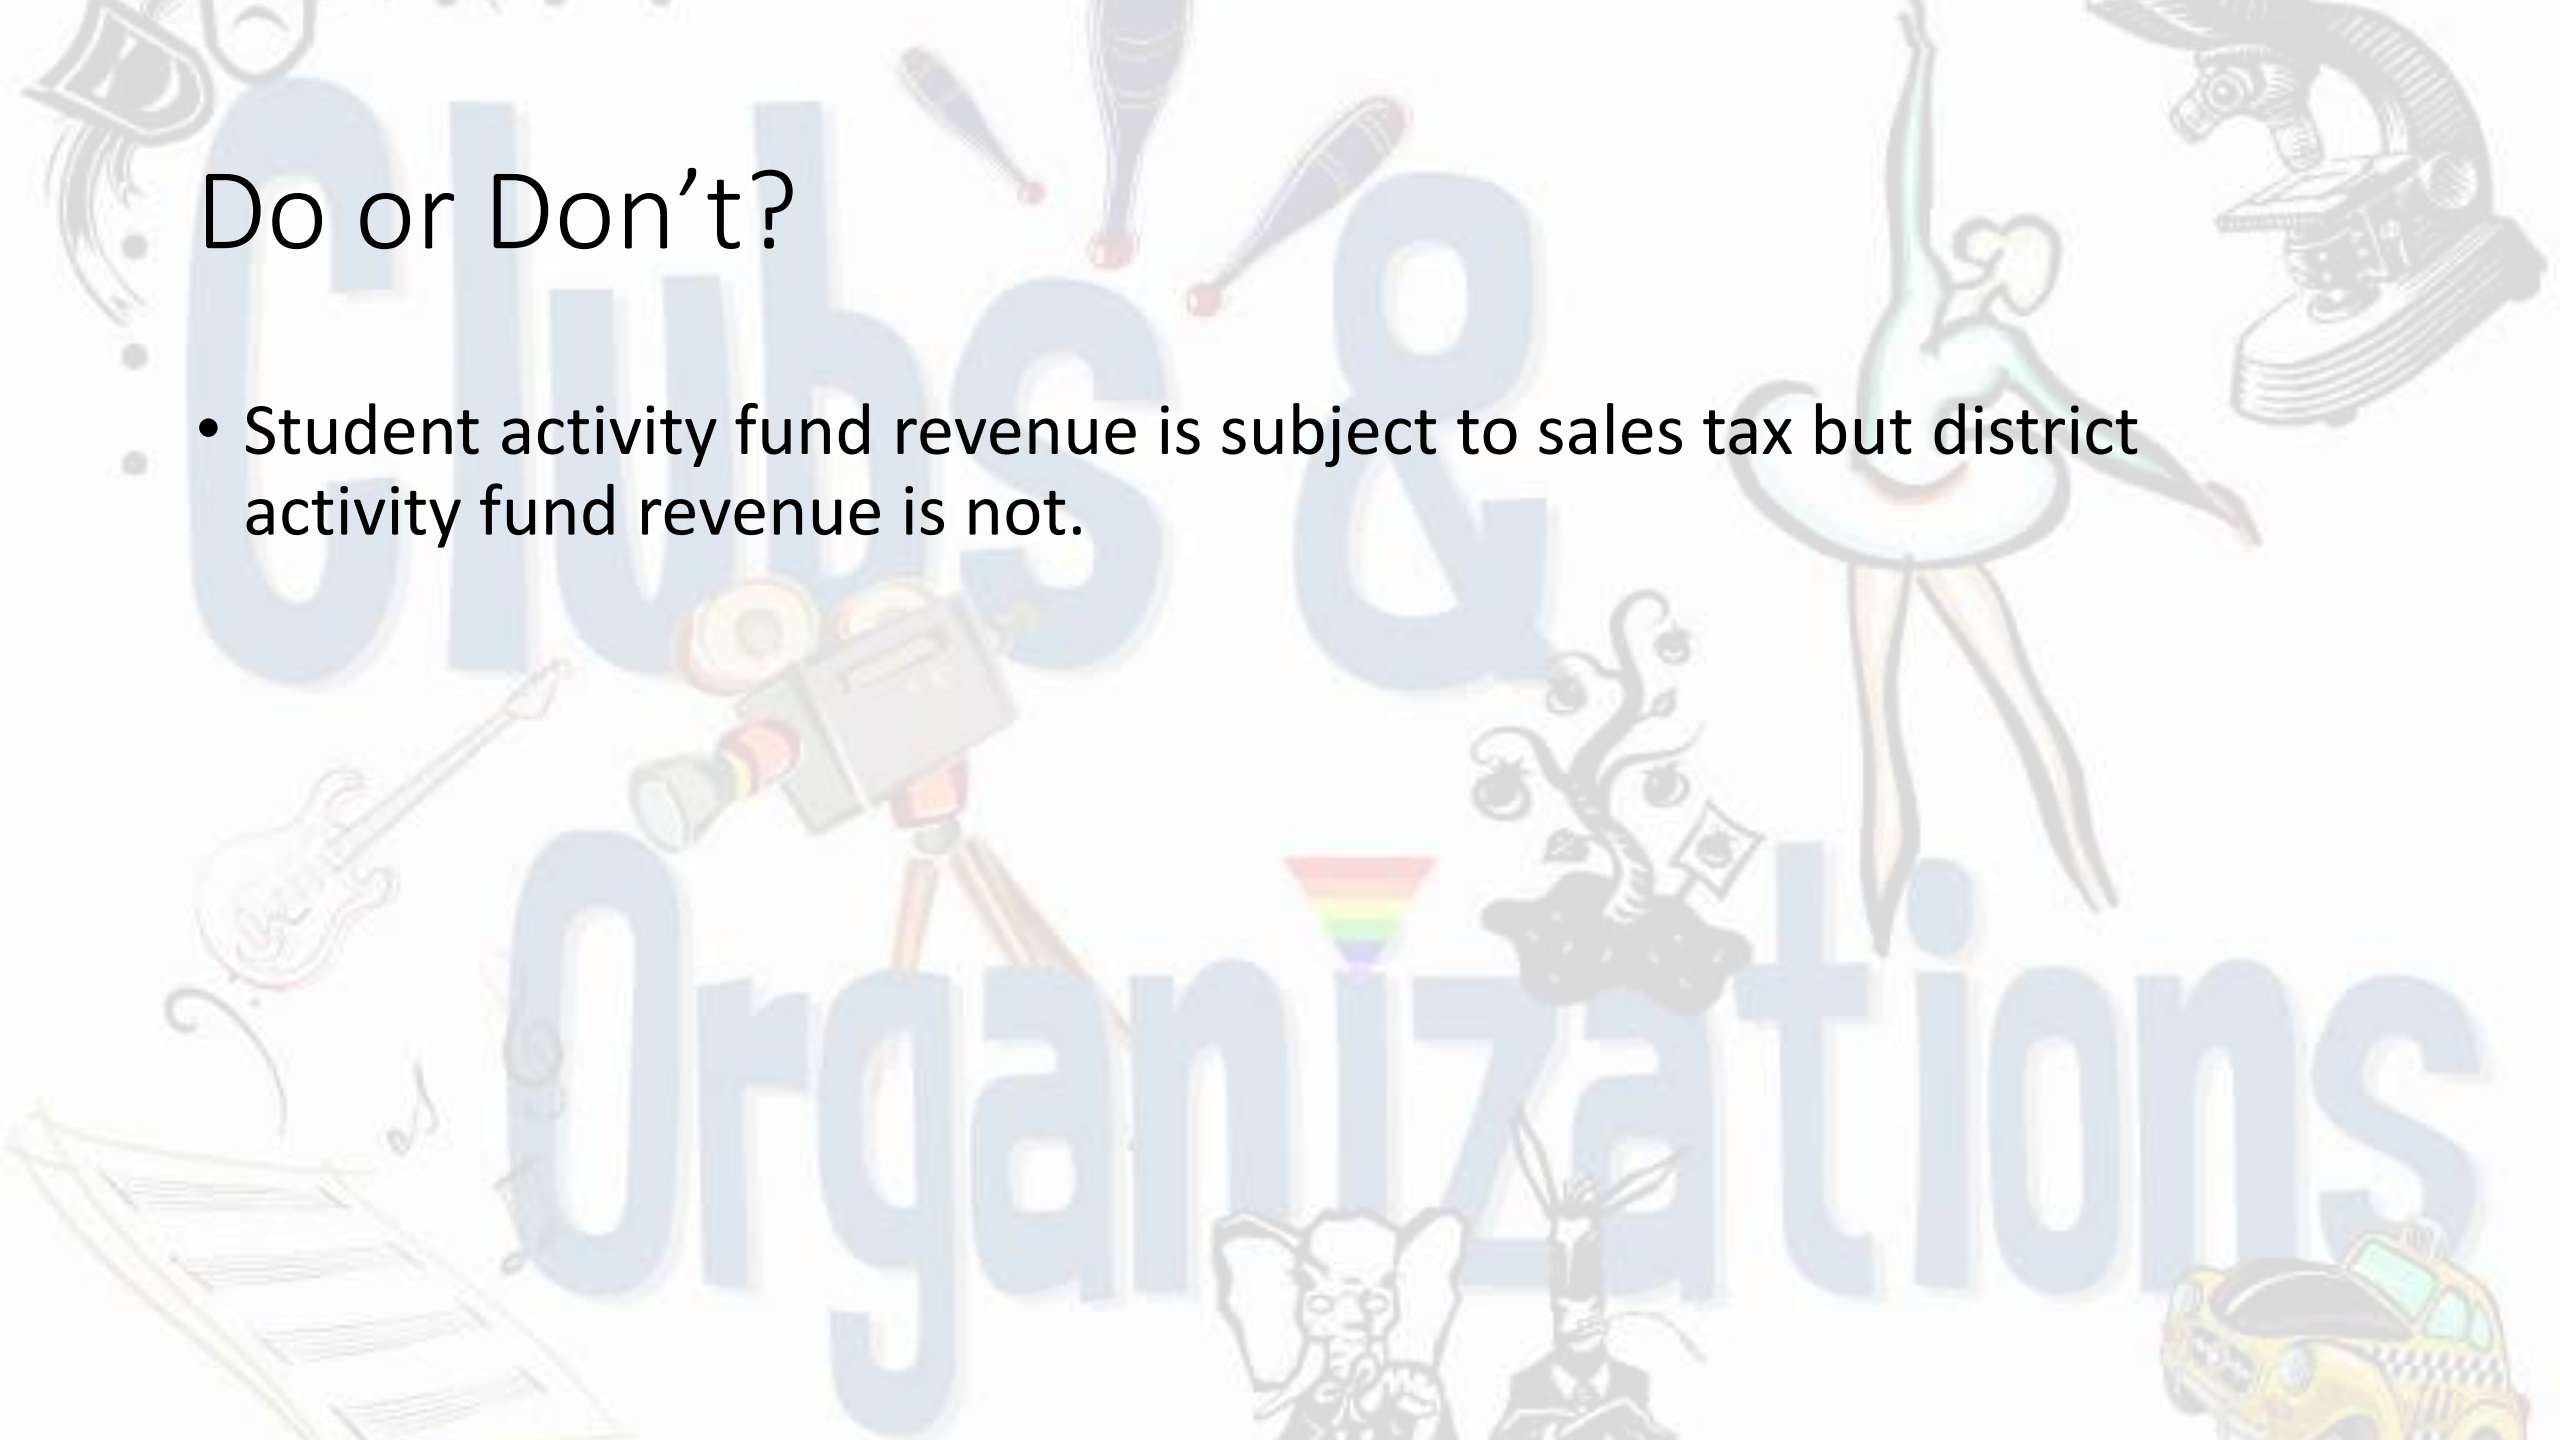 Do or Don’t?
• Student activity fund revenue is subject to sales tax but district
activity fund revenue is not.
Clubs &
Organizations